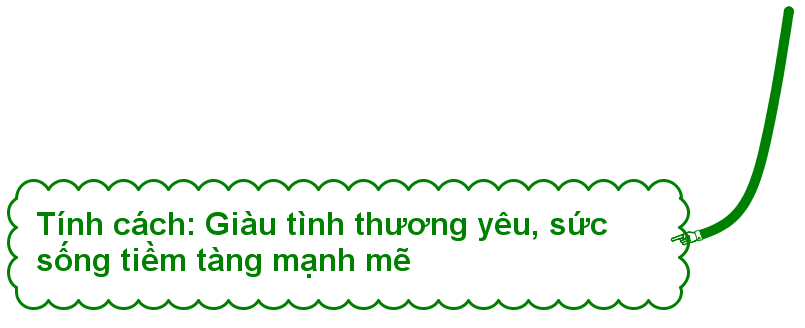 Tính cách: Giàu tình thương yêu, sức
sống tiềm tàng mạnh mẽ